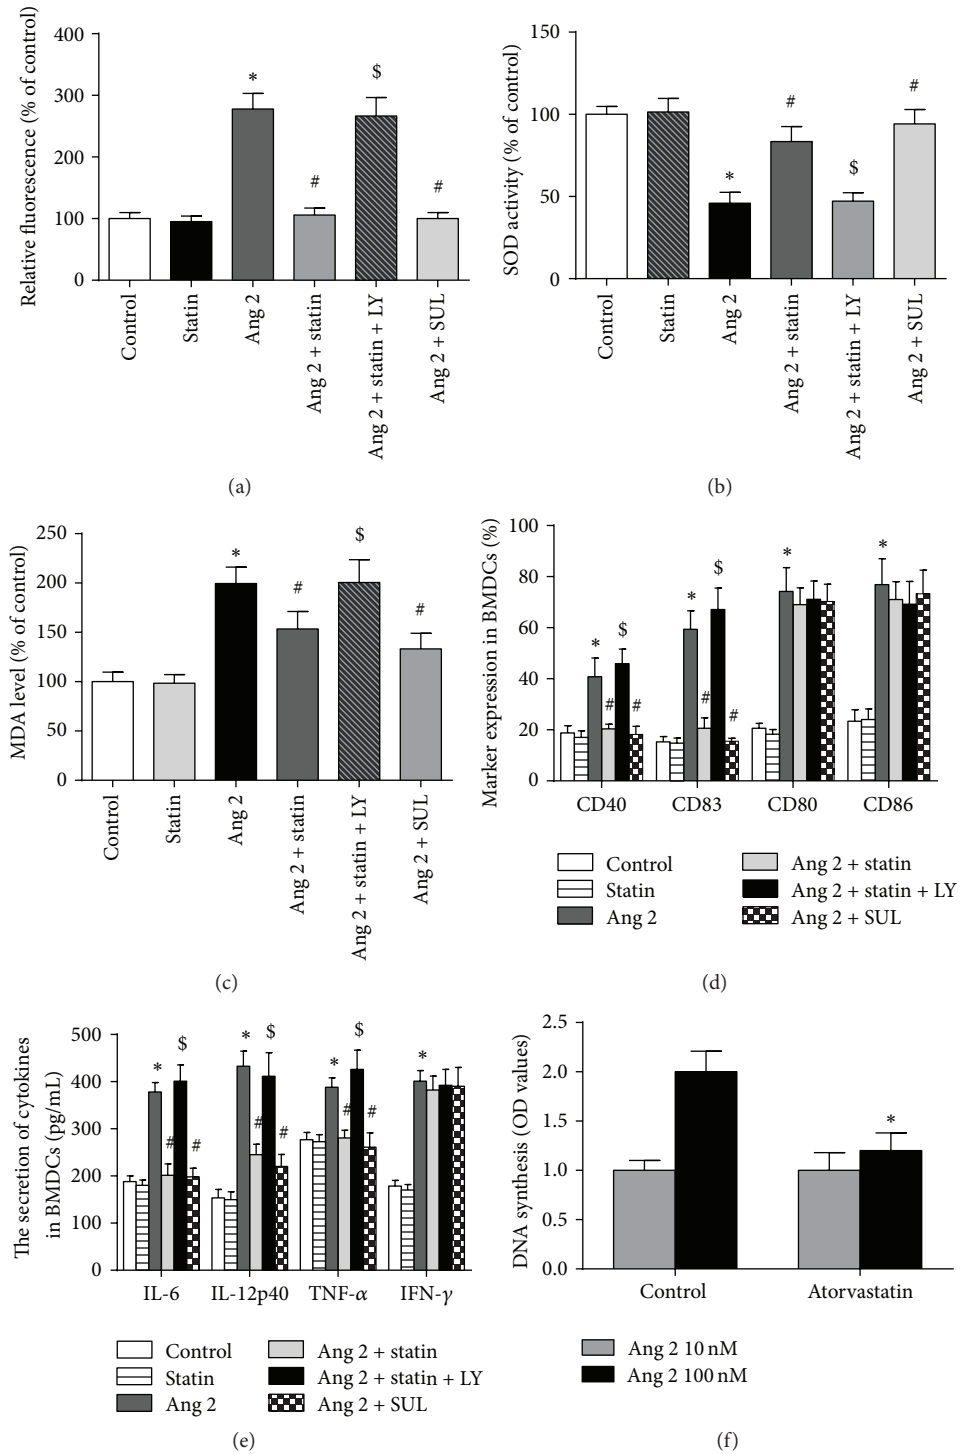 Relative fluorescence (% of control)
400
300
200
100
0
*
#
$
#
Control
Statin
Ang 2
Ang 2 + statin
Ang 2 + statin + LY
Ang 2 + SUL
(a)
SOD activity (% of control)
150
100
50
0
*
#
$
#
Control
Statin
Ang 2
Ang 2 + statin
Ang 2 + statin + LY
Ang 2 + SUL
(b)
MDA level (% of control)
250
200
150
100
50
0
*
#
$
#
Control
Statin
Ang 2
Ang 2 + statin
Ang 2 + statin + LY
Ang 2 + SUL
(c)
Marker expression in BMDCs (%)
100
80
60
40
20
0
* # $ #
* # $ #
*
*
CD40 CD83 CD80 CD86
Control
Statin
Ang 2
Ang 2 + statin
Ang 2 + statin + LY
Ang 2 + SUL
(d)
The secretion of cytokines
in BMDCs (pg/mL)
500
400
300
200
100
0
* # $ #
* # $ #
* # $ #
*
IL-6 IL-12p40 TNF-α IFN-γ
Control
Statin
Ang 2
Ang 2 + statin
Ang 2 + statin + LY
Ang 2 + SUL
(e)
DNA synthesis (OD values)
2.5
2.0
1.5
1.0
0.5
0.0
*
Control Atorvastatin
Ang 2 10 nM
Ang 2 100 nM
(f)